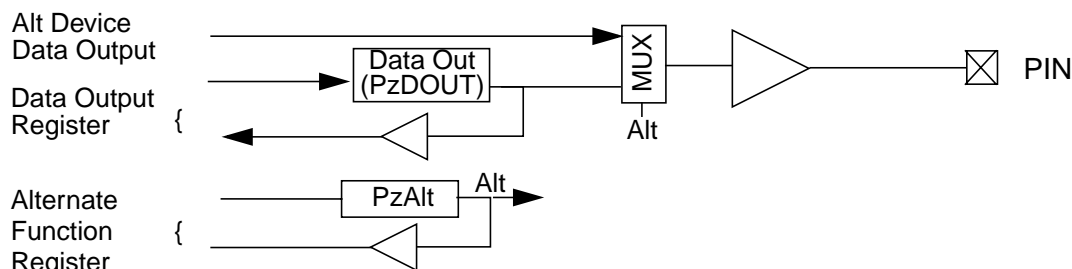 Alt Device
Data Output
Data Out
(PzDOUT)
MUX
PIN
Data Output
Register {
Alt
Alternate
Function {
Register
PzAlt
Alt